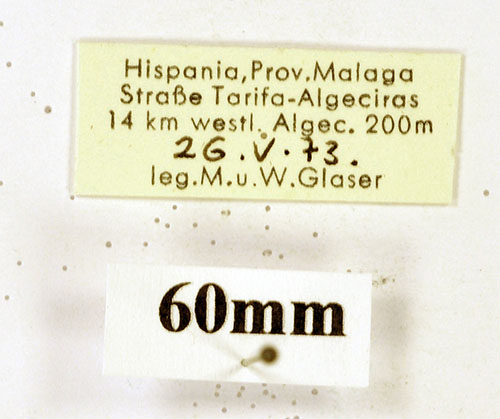 Hispania,Prov.Malaga
Straße Tarifa-Algeciras
14 km westl. Algec. 200m
26.V.73.
leg.M.u.W.Glaser
60mm